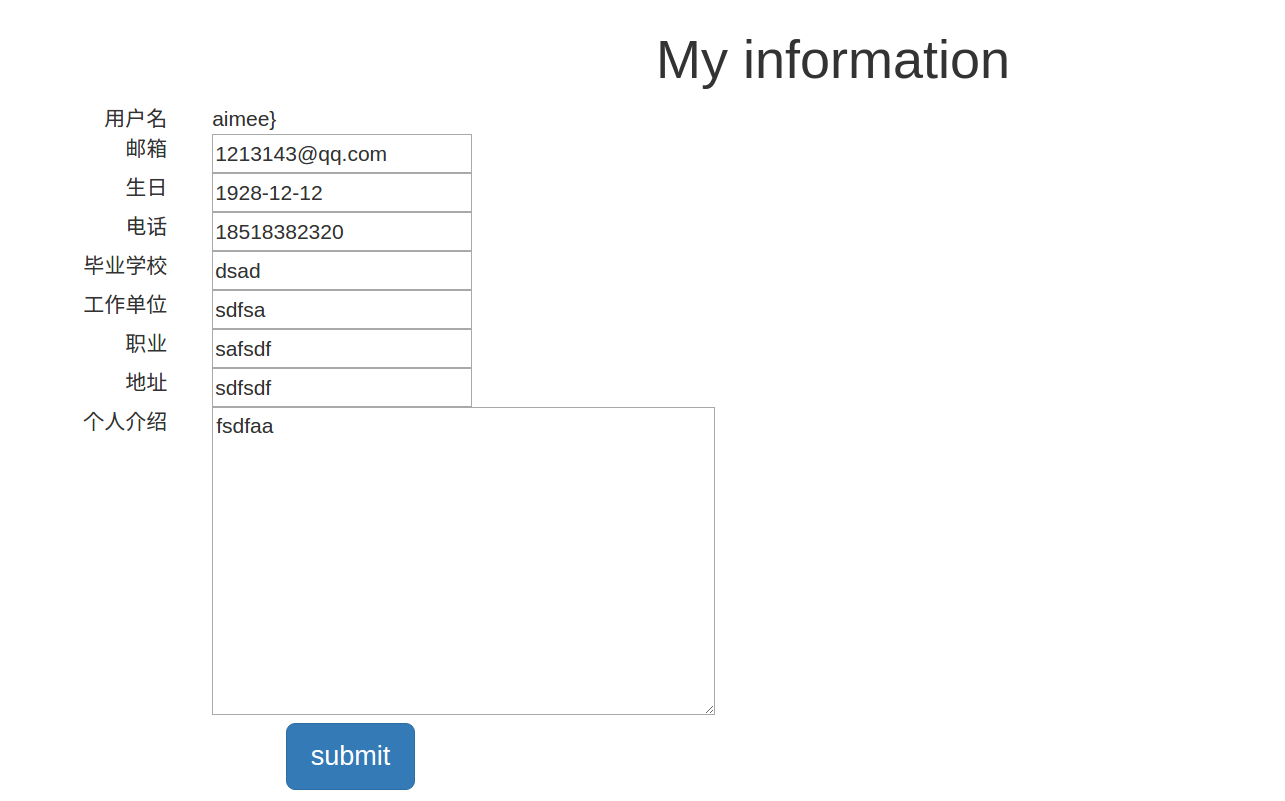 My information
用户名 aimee}
邮箱 1213143@qq.com
生日 1928-12-12
电话 18518382320
毕业学校 dsad
工作单位 sdfsa
职业 safsdf
地址 sdfsdf
个人介绍 fsdfaa
submit